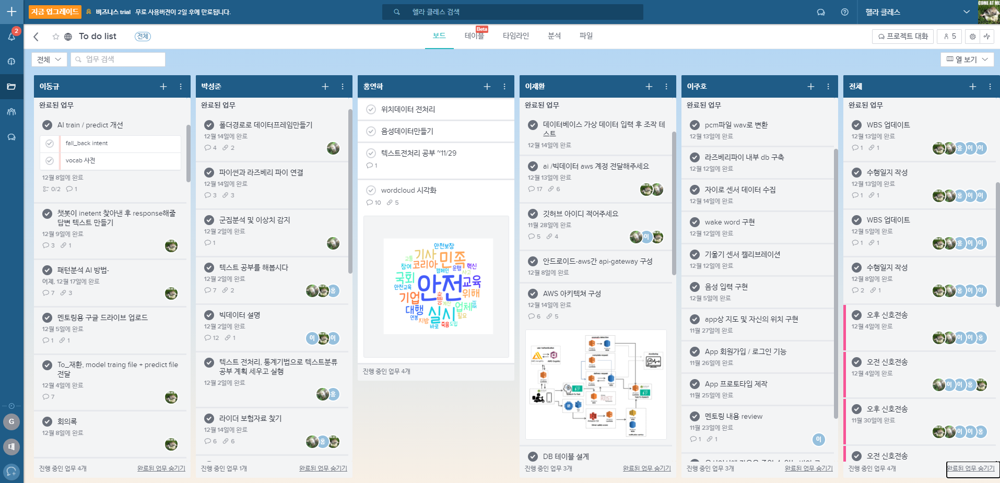 지금 업그레이드
비즈니스 trial 무료 사용버전이 2일 후에 만료됩니다.
헬라 클레스 검색
헬라 클레스
COME AT ME
2
To do list
전체
보드
테이블
Beta
타임라인
분석
파일
프로젝트 대화
5
전체
업무 검색
열 보기
이동규
완료된 업무
AI train / predict 개선
fall_back intent
vocab 사전
12월 8일에 완료
0/2 1
챗봇이 inetent 찾아낸 후 response해줄
답변 텍스트 만들기
12월 9일에 완료
3 1
패턴분석 AI 방법-
어제, 12월 17일에 완료
7 3
멘토링용 구글 드라이브 업로드
12월 5일에 완료
1 1
To_재환, model traing file + predict file
전달
12월 4일에 완료
7
회의록
12월 8일에 완료
진행 중인 업무 4개
완료된 업무 숨기기
박성준
완료된 업무
폴더경로로 데이터프레임만들기
12월 14일에 완료
4 2
파이썬과 라즈베리 파이 연결
12월 14일에 완료
3 3
군집분석 및 이상치 감지
12월 2일에 완료
1
텍스트 공부를 해봅시다
12월 2일에 완료
7 2
홍
빅데이터 설명
12월 2일에 완료
12 1
이 이
텍스트 전처리, 통계기법으로 텍스트분류
공부 계획 세우고 실행
12월 2일에 완료
홍
라이더 보험자료 찾기
12월 14일에 완료
6 6
홍
진행 중인 업무 1개
완료된 업무 숨기기
홍연하
위치데이터 전처리
음성데이터만들기
텍스트전처리 공부 ~11/29
1
wordcloud 시각화
10 5
안전보장
교통 기사 민족
참여 코리아 운행 혁신
캠페인 사고
국회 안전 교육
안전교육
기업 이륜차 위해
계산
대행 실시 업체
연봉 지방 필요
바로 죽음 도입
진행 중인 업무 4개
이재환
완료된 업무
데이터베이스 가상 데이터 입력 후 조작 테
스트
12월 14일에 완료
ai /빅데이터 aws 계정 전달해주세요
12월 13일에 완료
17 6
깃허브 아이디 적어주세요
11월 28일에 완료
5 4
이
안드로이드-aws간 api-gateway 구성
12월 8일에 완료
AWS 아키텍쳐 구성
12월 14일에 완료
6 5
DB 테이블 설계
진행 중인 업무 3개
완료된 업무 숨기기
이주호
완료된 업무
pcm파일 wav로 변환
12월 13일에 완료
라즈베리파이 내부 db 구축
12월 12일에 완료
자이로 센서 데이터 수집
12월 14일에 완료
wake word 구현
12월 12일에 완료
기울기 센서 캘리브레이션
12월 12일에 완료
음성 입력 구현
12월 5일에 완료
app상 지도 및 자신의 위치 구현
11월 27일에 완료
App 회원가입 / 로그인 기능
11월 26일에 완료
App 프로토타입 제작
11월 25일에 완료
멘토링 내용 review
11월 23일에 완료
1 1
이
진행 중인 업무 3개
완료된 업무 숨기기
전체
완료된 업무
WBS 업데이트
12월 13일에 완료
1 1
홍 이 이
수행일지 작성
12월 13일에 완료
1 1
홍 이 이
WBS 업데이트
12월 5일에 완료
1 1
홍 이 이
수행일지 작성
12월 8일에 완료
2 1
홍 이 이
오후 신호전송
12월 4일에 완료
이 이 홍
오전 신호전송
12월 4일에 완료
이 이 홍
오후 신호전송
11월 30일에 완료
이 이 홍
오전 신호전송
진행 중인 업무 4개
완료된 업무 숨기기
G
대